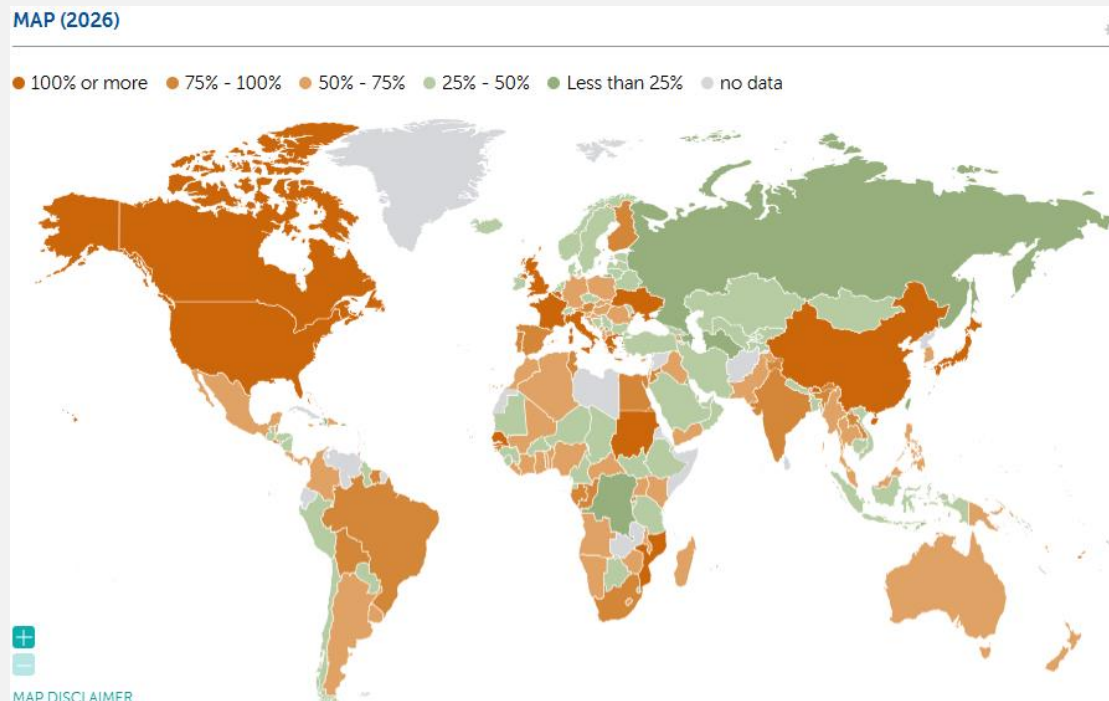 MAP (2026)
100% or more 75% - 100% 50% - 75% 25% - 50% Less than 25% no data
+
−
MAP DISCLAIMER